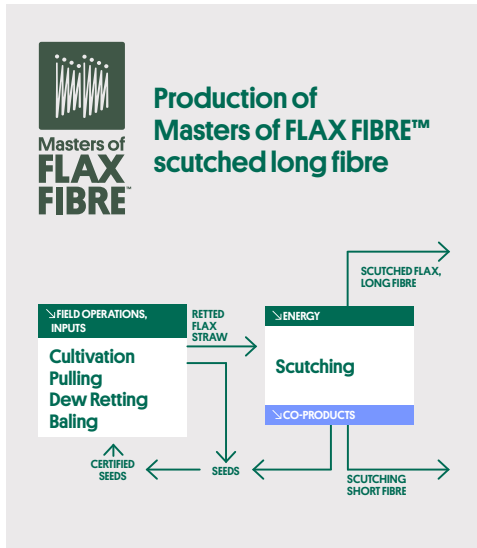 Masters of
FLAX
FIBRE™
Production of
Masters of FLAX FIBRE™
scutched long fibre
SCUTCHED FLAX,
LONG FIBRE
↘FIELD OPERATIONS,
INPUTS
Cultivation
Pulling
Dew Retting
Baling
RETTED
FLAX
STRAW
↘ENERGY
Scutching
↘CO-PRODUCTS
CERTIFIED
SEEDS
SEEDS
SCUTCHING
SHORT FIBRE